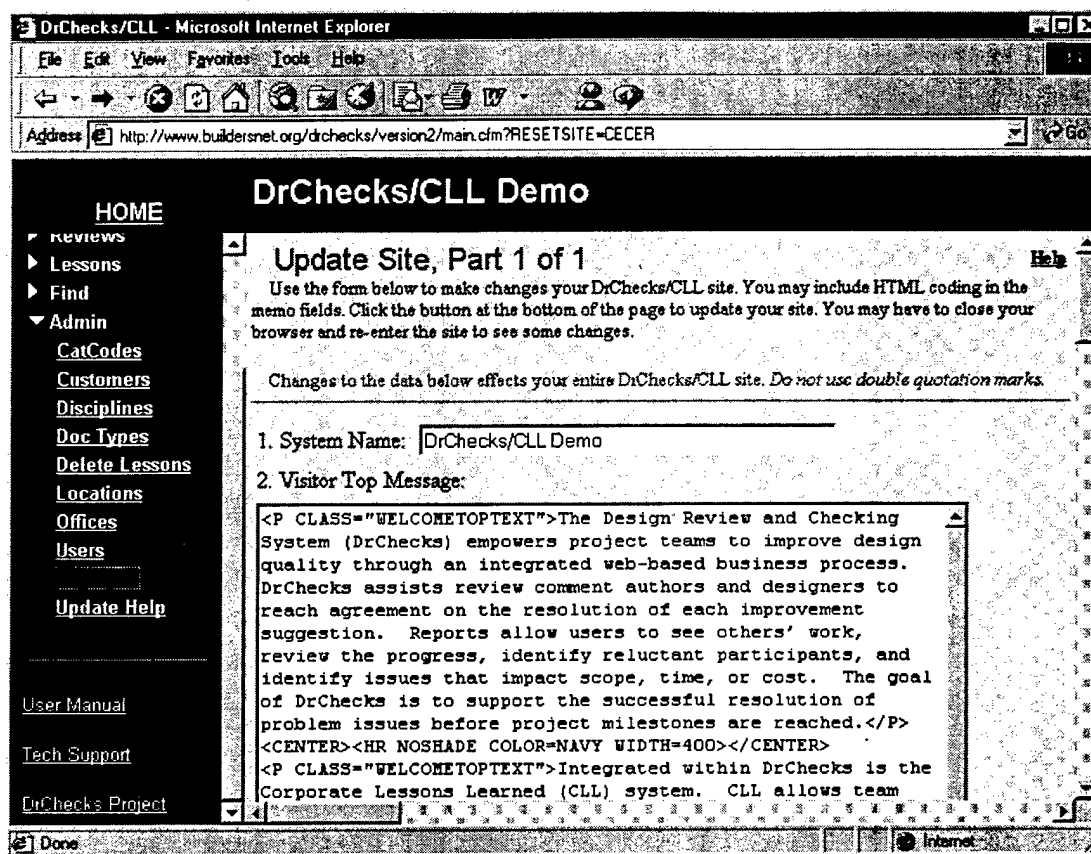 DrChecks/CLL - Microsoft Internet Explorer
File Edit View Favorites Tools Help
Address http://www.buildersnet.org/drchecks/version2/main.cfm?RESETSITE=CECER Go
DrChecks/CLL Demo
HOME
Reviews
Lessons
Find
Admin
CatCodes
Customers
Disciplines
Doc Types
Delete Lessons
Locations
Offices
Users
Update Help
User Manual
Tech Support
DrChecks Project
Update Site, Part 1 of 1
Help
Use the form below to make changes your DrChecks/CLL site. You may include HTML coding in the
memo fields. Click the button at the bottom of the page to update your site. You may have to close your
browser and re-enter the site to see some changes.
Changes to the data below effects your entire DrChecks/CLL site. Do not use double quotation marks.
1. System Name: DrChecks/CLL Demo
2. Visitor Top Message:
<P CLASS="WELCOMETOPTEXT">The Design Review and Checking
System (DrChecks) empowers project teams to improve design
quality through an integrated web-based business process.
DrChecks assists review comment authors and designers to
reach agreement on the resolution of each improvement
suggestion. Reports allow users to see others' work,
review the progress, identify reluctant participants, and
identify issues that impact scope, time, or cost. The goal
of DrChecks is to support the successful resolution of
problem issues before project milestones are reached.</P>
<CENTER><HR NOSHADE COLOR=NAVY WIDTH=400></CENTER>
<P CLASS="WELCOMETOPTEXT">Integrated within DrChecks is the
Corporate Lessons Learned (CLL) system. CLL allows team
Done
Internet